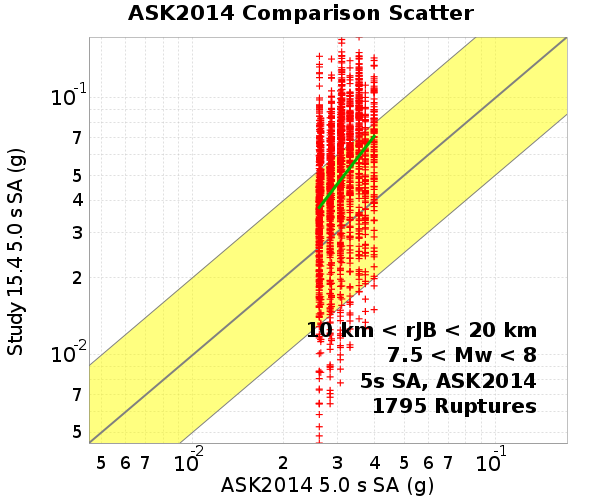 ASK2014 Comparison Scatter
Study 15.4 5.0 s SA (g)
10^-1
7
5
4
3
2
10^-2
7
5
10 km < rJB < 20 km
7.5 < Mw < 8
5s SA, ASK2014
1795 Ruptures
5 6 7 10^-2 2 3 4 5 6 7 10^-1
ASK2014 5.0 s SA (g)